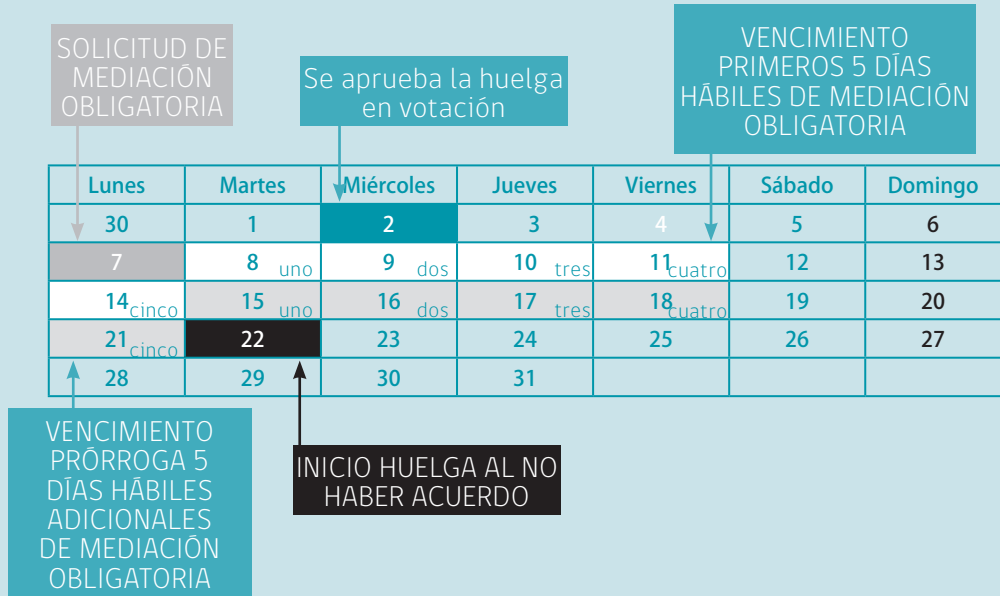 SOLICITUD DE
MEDIACIÓN
OBLIGATORIA
Se aprueba la huelga
en votación
VENCIMIENTO
PRIMEROS 5 DÍAS
HÁBILES DE MEDIACIÓN
OBLIGATORIA
Lunes Martes Miércoles Jueves Viernes Sábado Domingo
30 1 2 3 4 5 6
7 8 uno 9 dos 10 tres 11 cuatro 12 13
14 cinco 15 uno 16 dos 17 tres 18 cuatro 19 20
21 cinco 22 23 24 25 26 27
28 29 30 31
VENCIMIENTO
PRÓRROGA 5
DÍAS HÁBILES
ADICIONALES
DE MEDIACIÓN
OBLIGATORIA
INICIO HUELGA AL NO
HABER ACUERDO